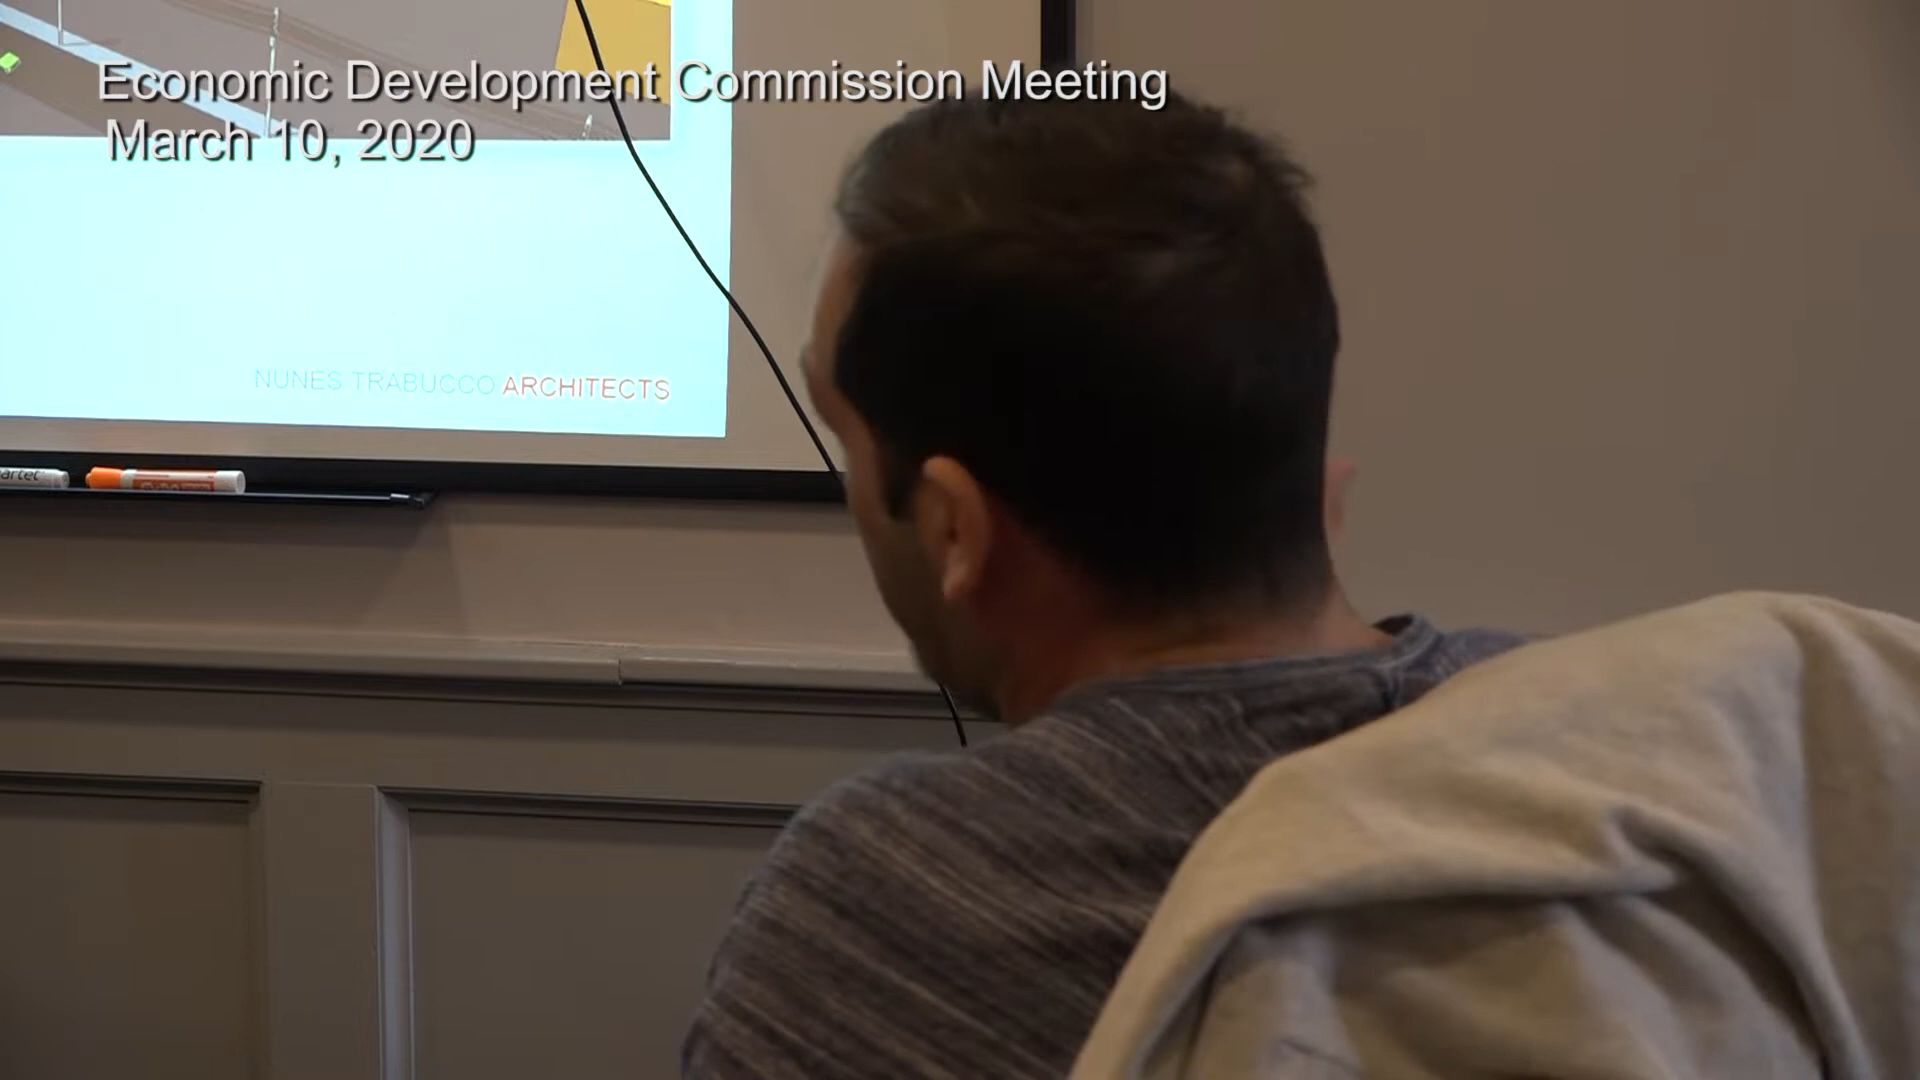 Economic Development Commission Meeting
March 10, 2020
NUNES TRABUCCO ARCHITECTS